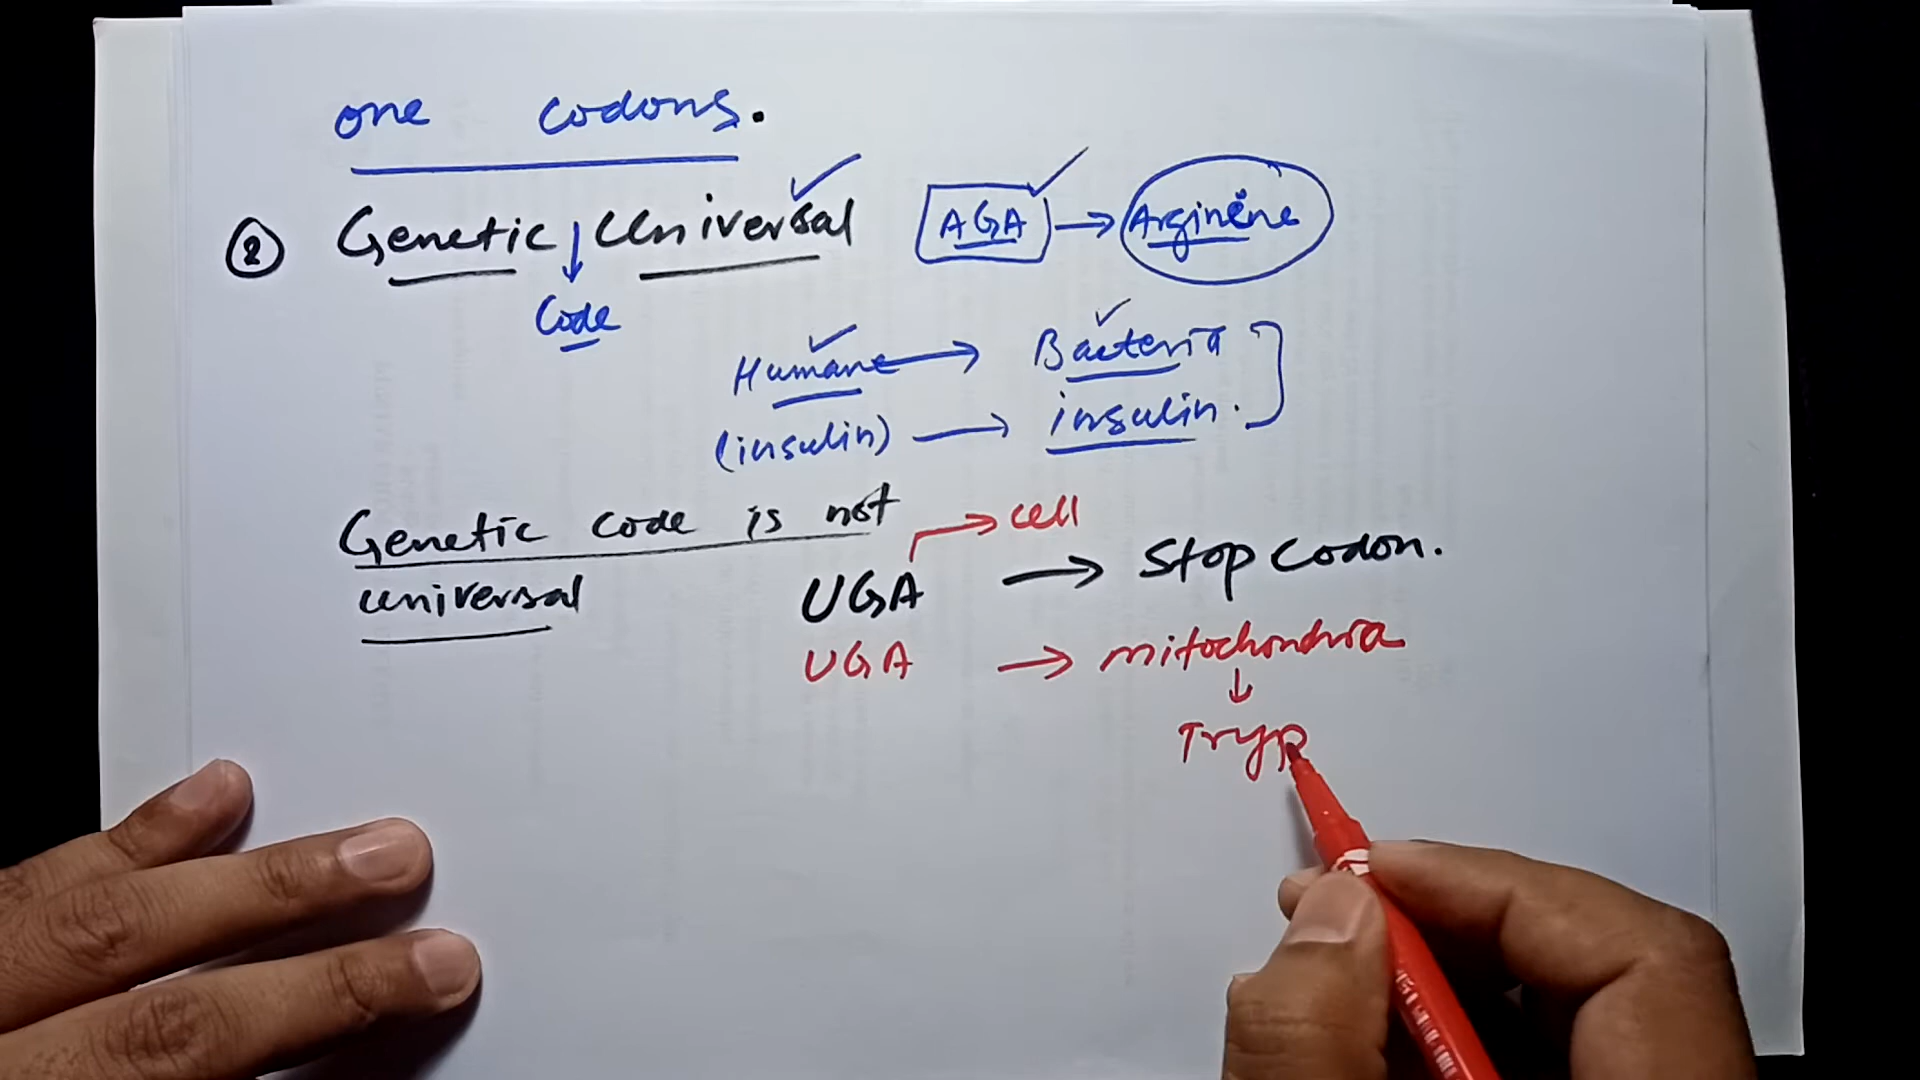 one codons.
② Genetic Universal AGA → Arginine
↓
Code
Humane → Bacteria
(insulin) → insulin.
Genetic code is not
→ cell
universal
UGA → Stop Codon.
UGA → mitochondria
↓
Tryp